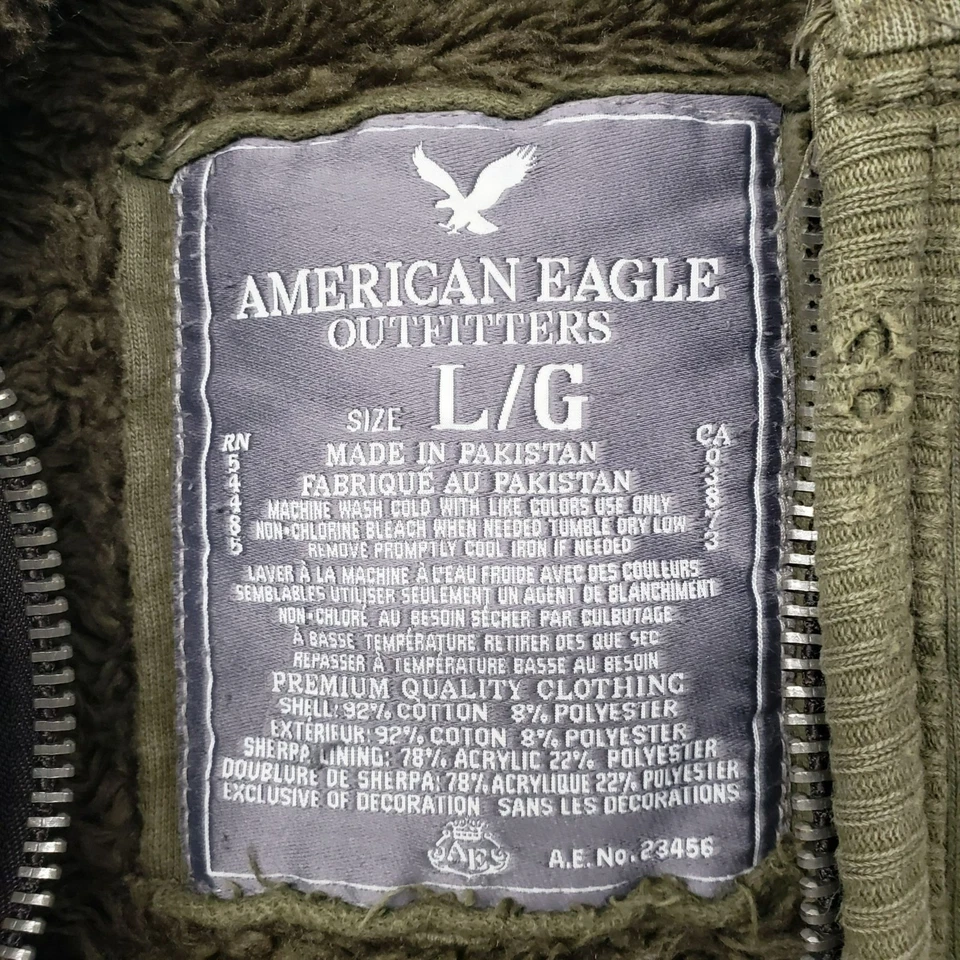 AMERICAN EAGLE
OUTFITTERS
SIZE L/G
RN 54485
CA 03873
MADE IN PAKISTAN
FABRIQUÉ AU PAKISTAN
MACHINE WASH COLD WITH LIKE COLORS USE ONLY
NON•CHLORINE BLEACH WHEN NEEDED TUMBLE DRY LOW
REMOVE PROMPTLY COOL IRON IF NEEDED
LAVER À LA MACHINE À L'EAU FROIDE AVEC DES COULEURS
SEMBLABLES UTILISER SEULEMENT UN AGENT DE BLANCHIMENT
NON•CHLORÉ AU BESOIN SÉCHER PAR CULBUTAGE
À BASSE TEMPÉRATURE RETIRER DES QUE SEC
REPASSER À TEMPÉRATURE BASSE AU BESOIN
PREMIUM QUALITY CLOTHING
SHELL: 92% COTTON 8% POLYESTER
EXTÉRIEUR: 92% COTON 8% POLYESTER
SHERPA LINING: 78% ACRYLIC 22% POLYESTER
DOUBLURE DE SHERPA: 78% ACRYLIQUE 22% POLYESTER
EXCLUSIVE OF DECORATION SANS LES DÉCORATIONS
AE
A.E. No. 23456